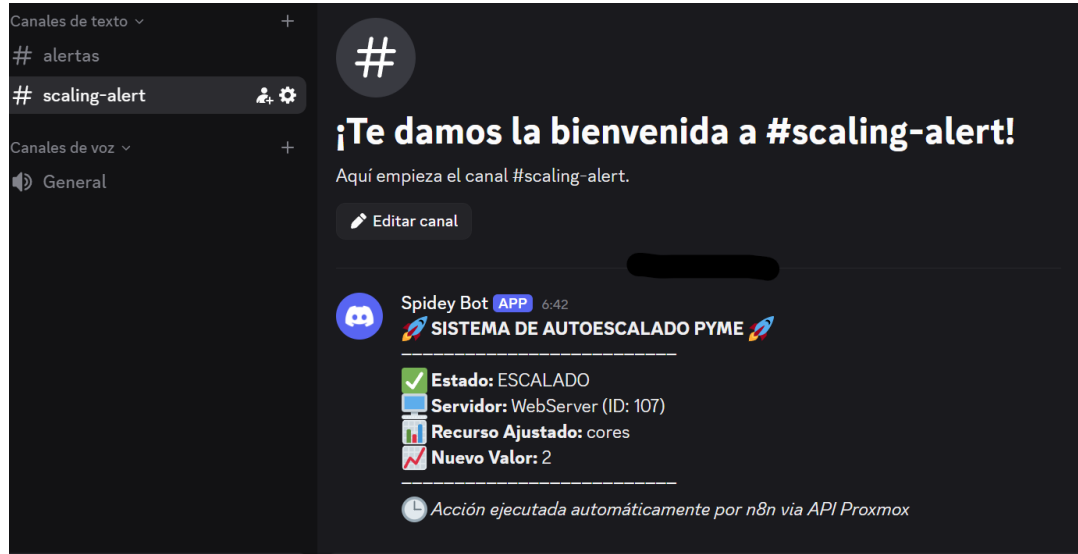 Canales de texto
# alertas
# scaling-alert
Canales de voz
General
#
¡Te damos la bienvenida a #scaling-alert!
Aquí empieza el canal #scaling-alert.
Editar canal
Spidey Bot APP 6:42
🚀 SISTEMA DE AUTOESCALADO PYME 🚀
___________________________
✅ Estado: ESCALADO
🖥️ Servidor: WebServer (ID: 107)
📊 Recurso Ajustado: cores
📈 Nuevo Valor: 2
___________________________
🕒 Acción ejecutada automáticamente por n8n via API Proxmox